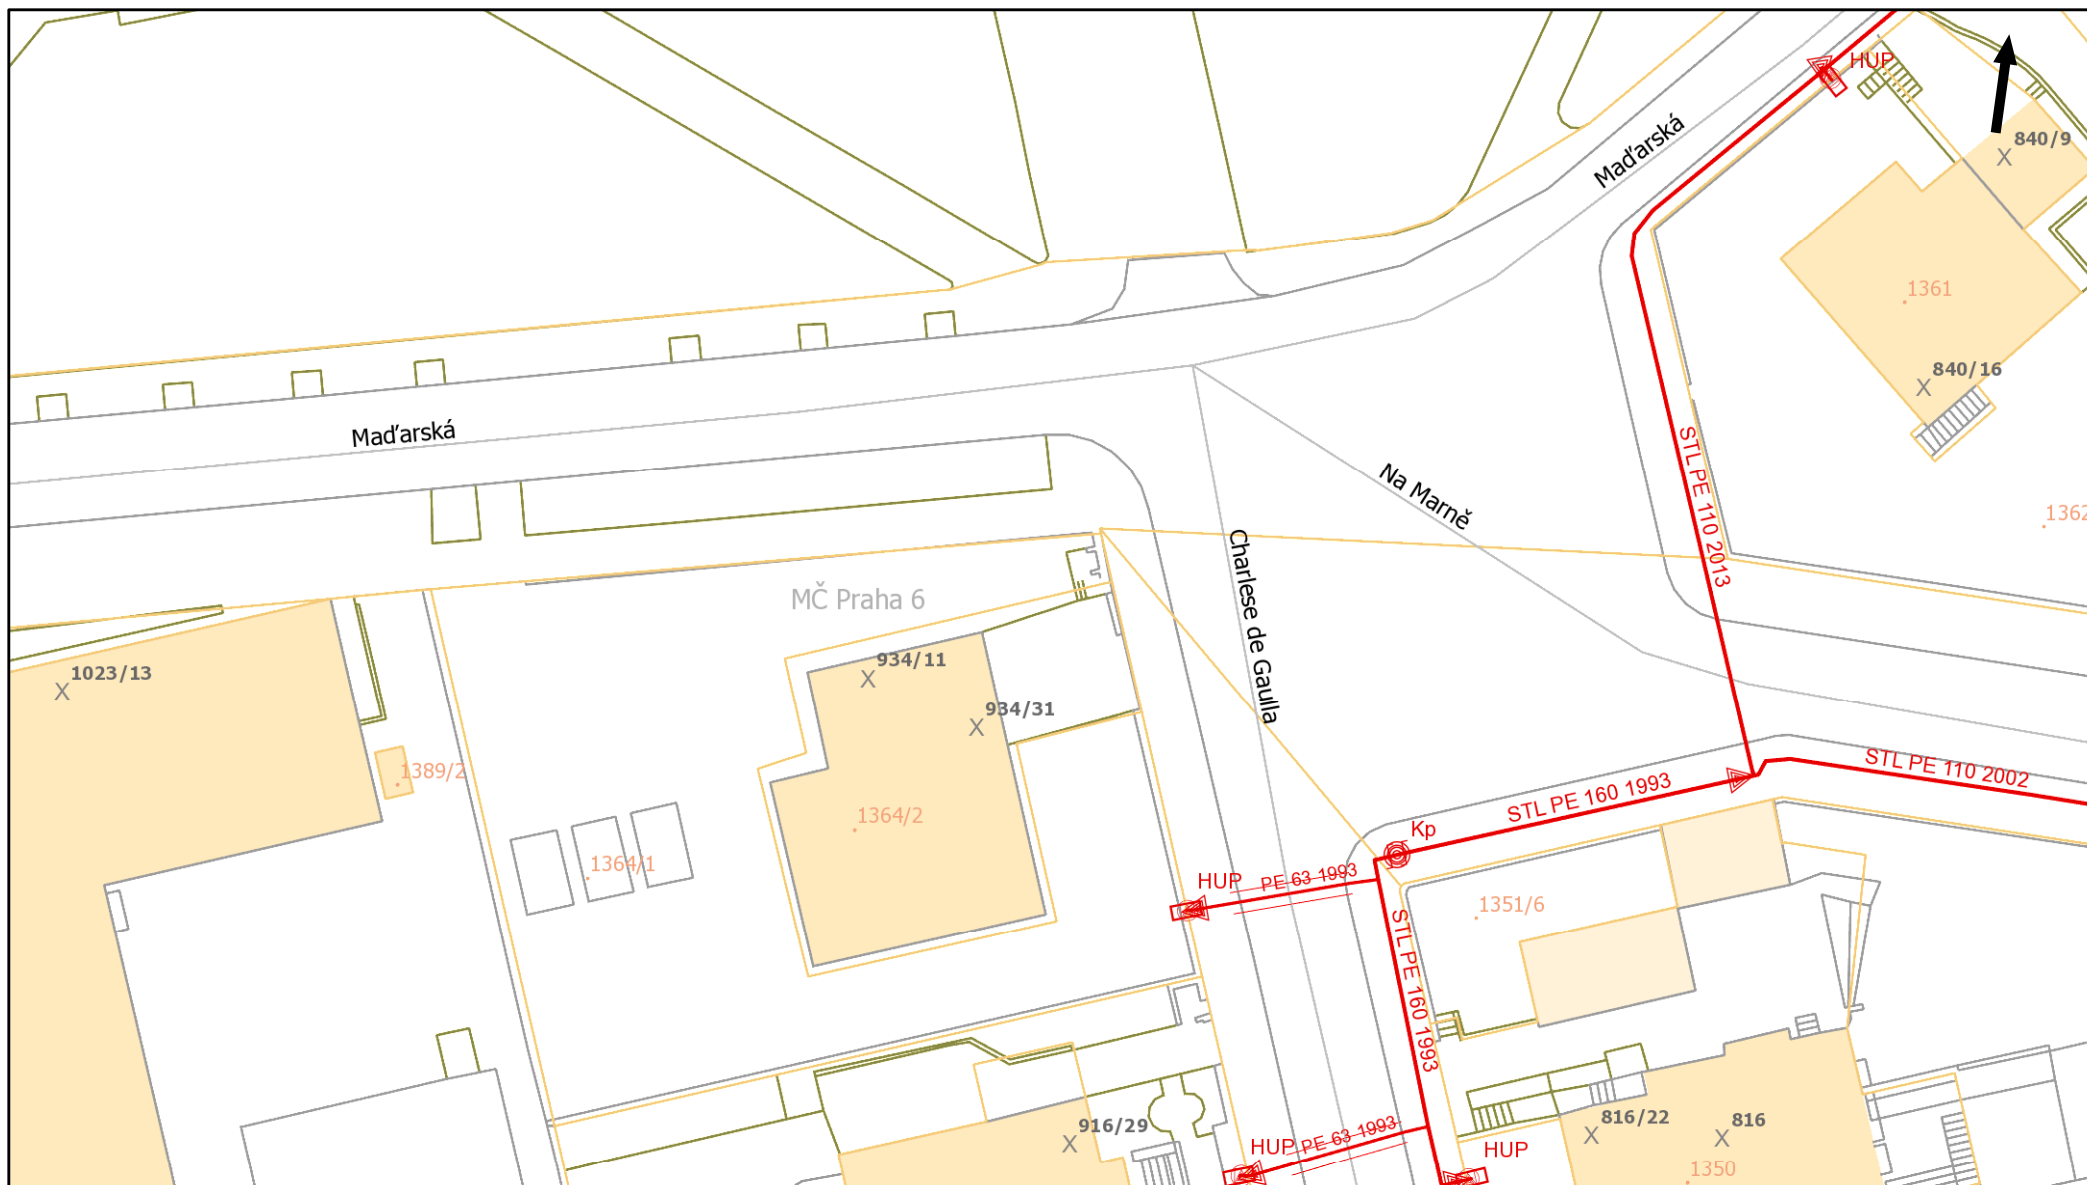 HUP
840/9
Maďarská
1361
840/16
Maďarská
STL PE 110 2013
Na Marně
1362
Charlese de Gaulla
MČ Praha 6
1023/13
934/11
934/31
1389/2
STL PE 110 2002
STL PE 160 1993
1364/2
Kp
1364/1
HUP
PE 63 1993
1351/6
STL PE 160 1993
916/29
816/22
816
HUP
PE 63 1993
HUP
1350